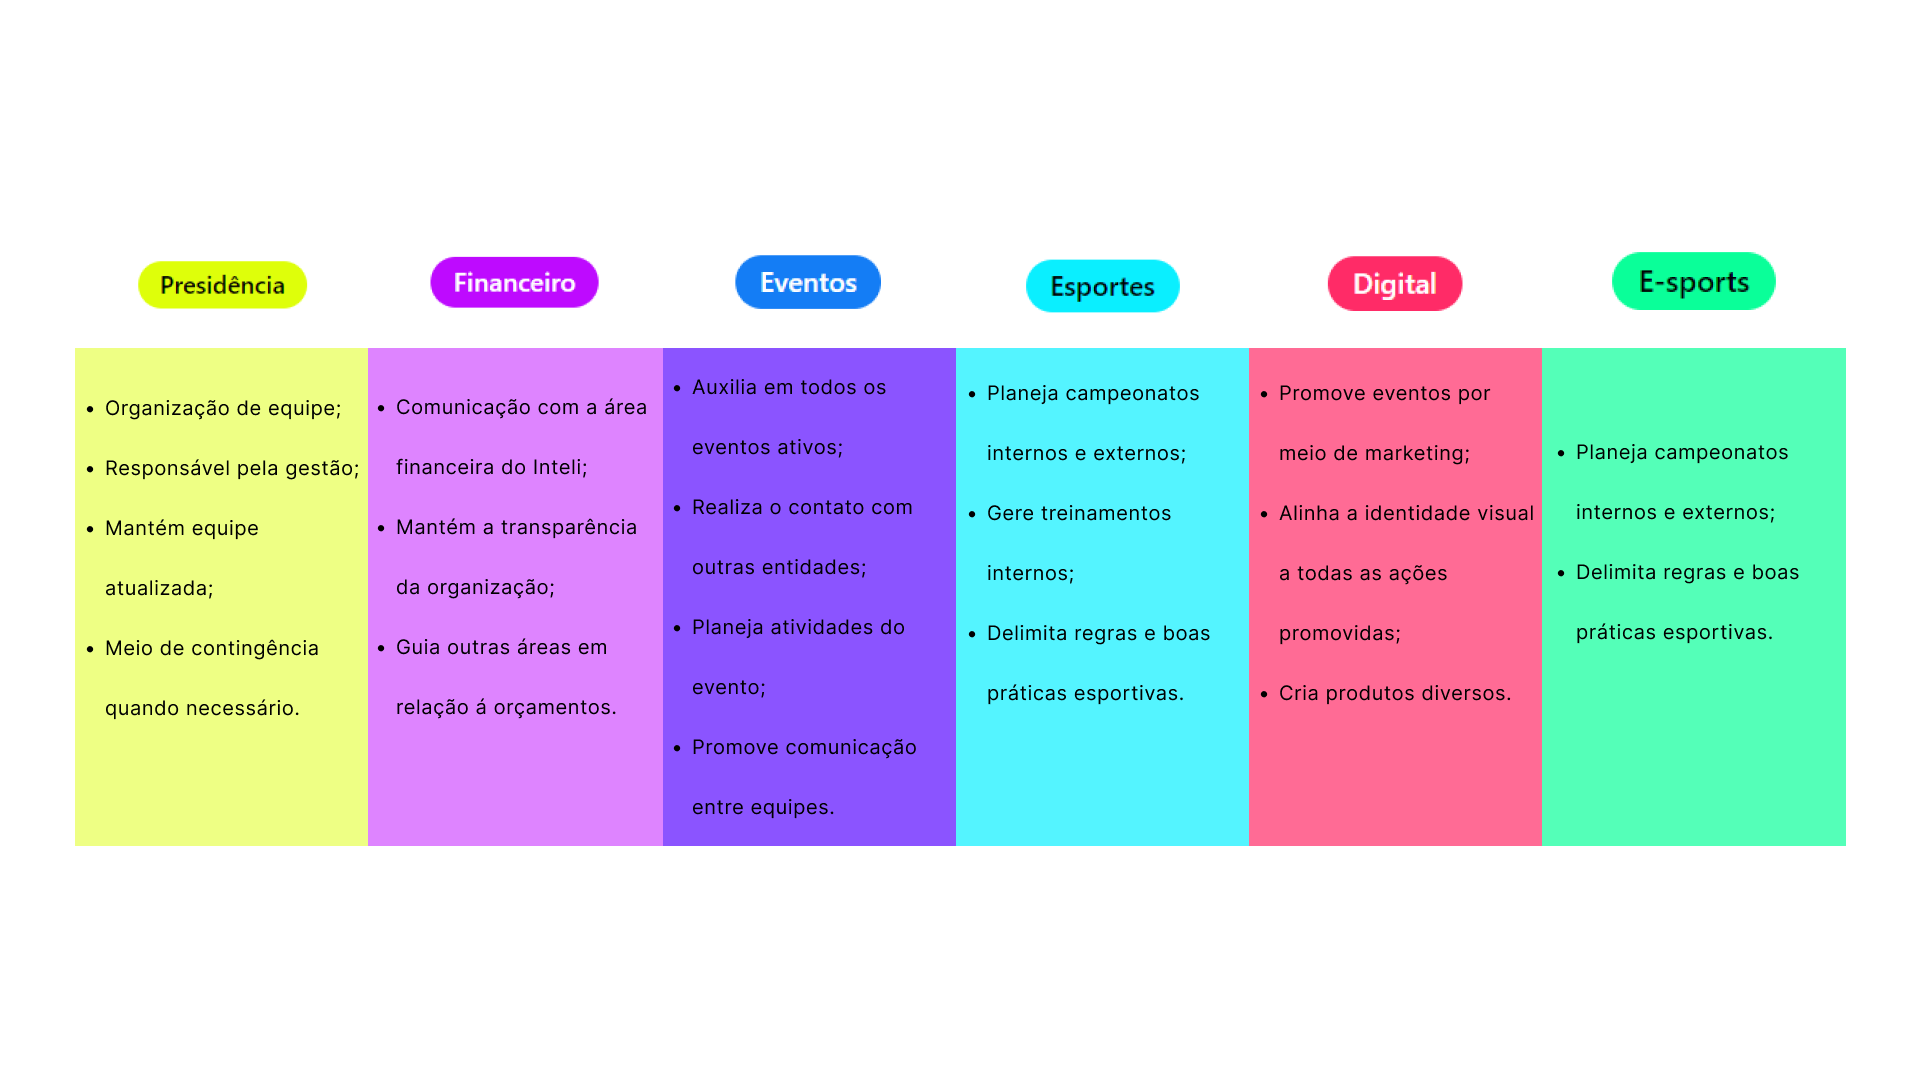 Presidência
Financeiro
Eventos
Esportes
Digital
E-sports
• Organização de equipe;
• Responsável pela gestão;
• Mantém equipe
atualizada;
• Meio de contingência
quando necessário.
• Comunicação com a área
financeira do Inteli;
• Mantém a transparência
da organização;
• Guia outras áreas em
relação á orçamentos.
• Auxilia em todos os
eventos ativos;
• Realiza o contato com
outras entidades;
• Planeja atividades do
evento;
• Promove comunicação
entre equipes.
• Planeja campeonatos
internos e externos;
• Gere treinamentos
internos;
• Delimita regras e boas
práticas esportivas.
• Promove eventos por
meio de marketing;
• Alinha a identidade visual
a todas as ações
promovidas;
• Cria produtos diversos.
• Planeja campeonatos
internos e externos;
• Delimita regras e boas
práticas esportivas.